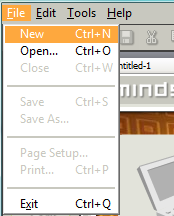 File Edit Tools Help
New Ctrl+N
Open... Ctrl+O
Close Ctrl+W
Save Ctrl+S
Save As...
Page Setup...
Print... Ctrl+P
Exit Ctrl+Q
ntitled-1
minds